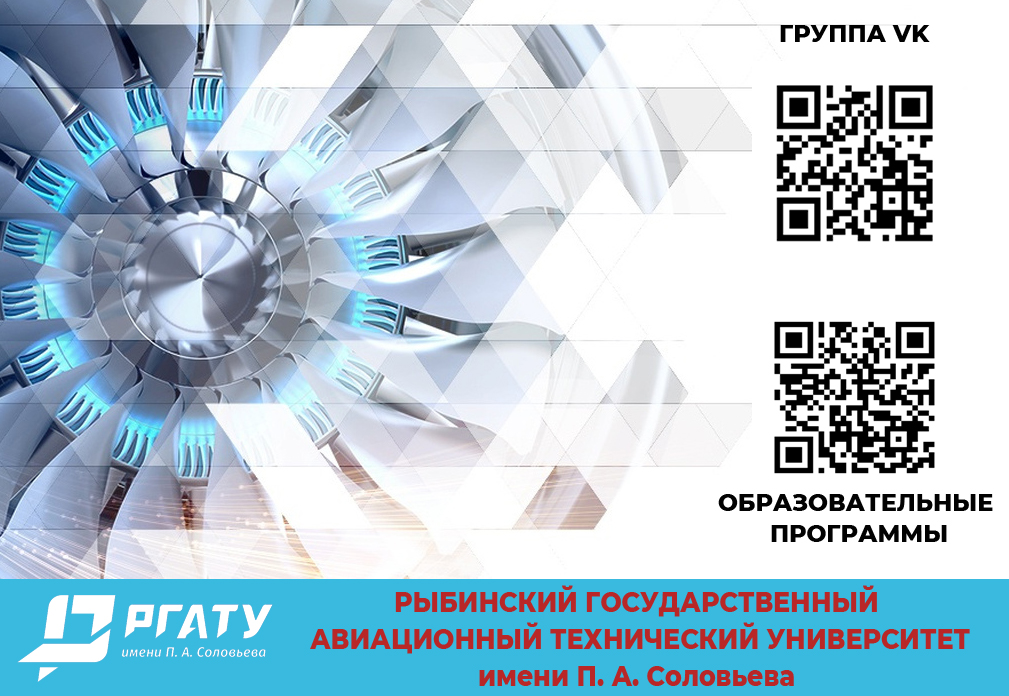 ГРУППА VK
ОБРАЗОВАТЕЛЬНЫЕ
ПРОГРАММЫ
РГАТУ
имени П. А. Соловьева
РЫБИНСКИЙ ГОСУДАРСТВЕННЫЙ
АВИАЦИОННЫЙ ТЕХНИЧЕСКИЙ УНИВЕРСИТЕТ
имени П. А. Соловьева